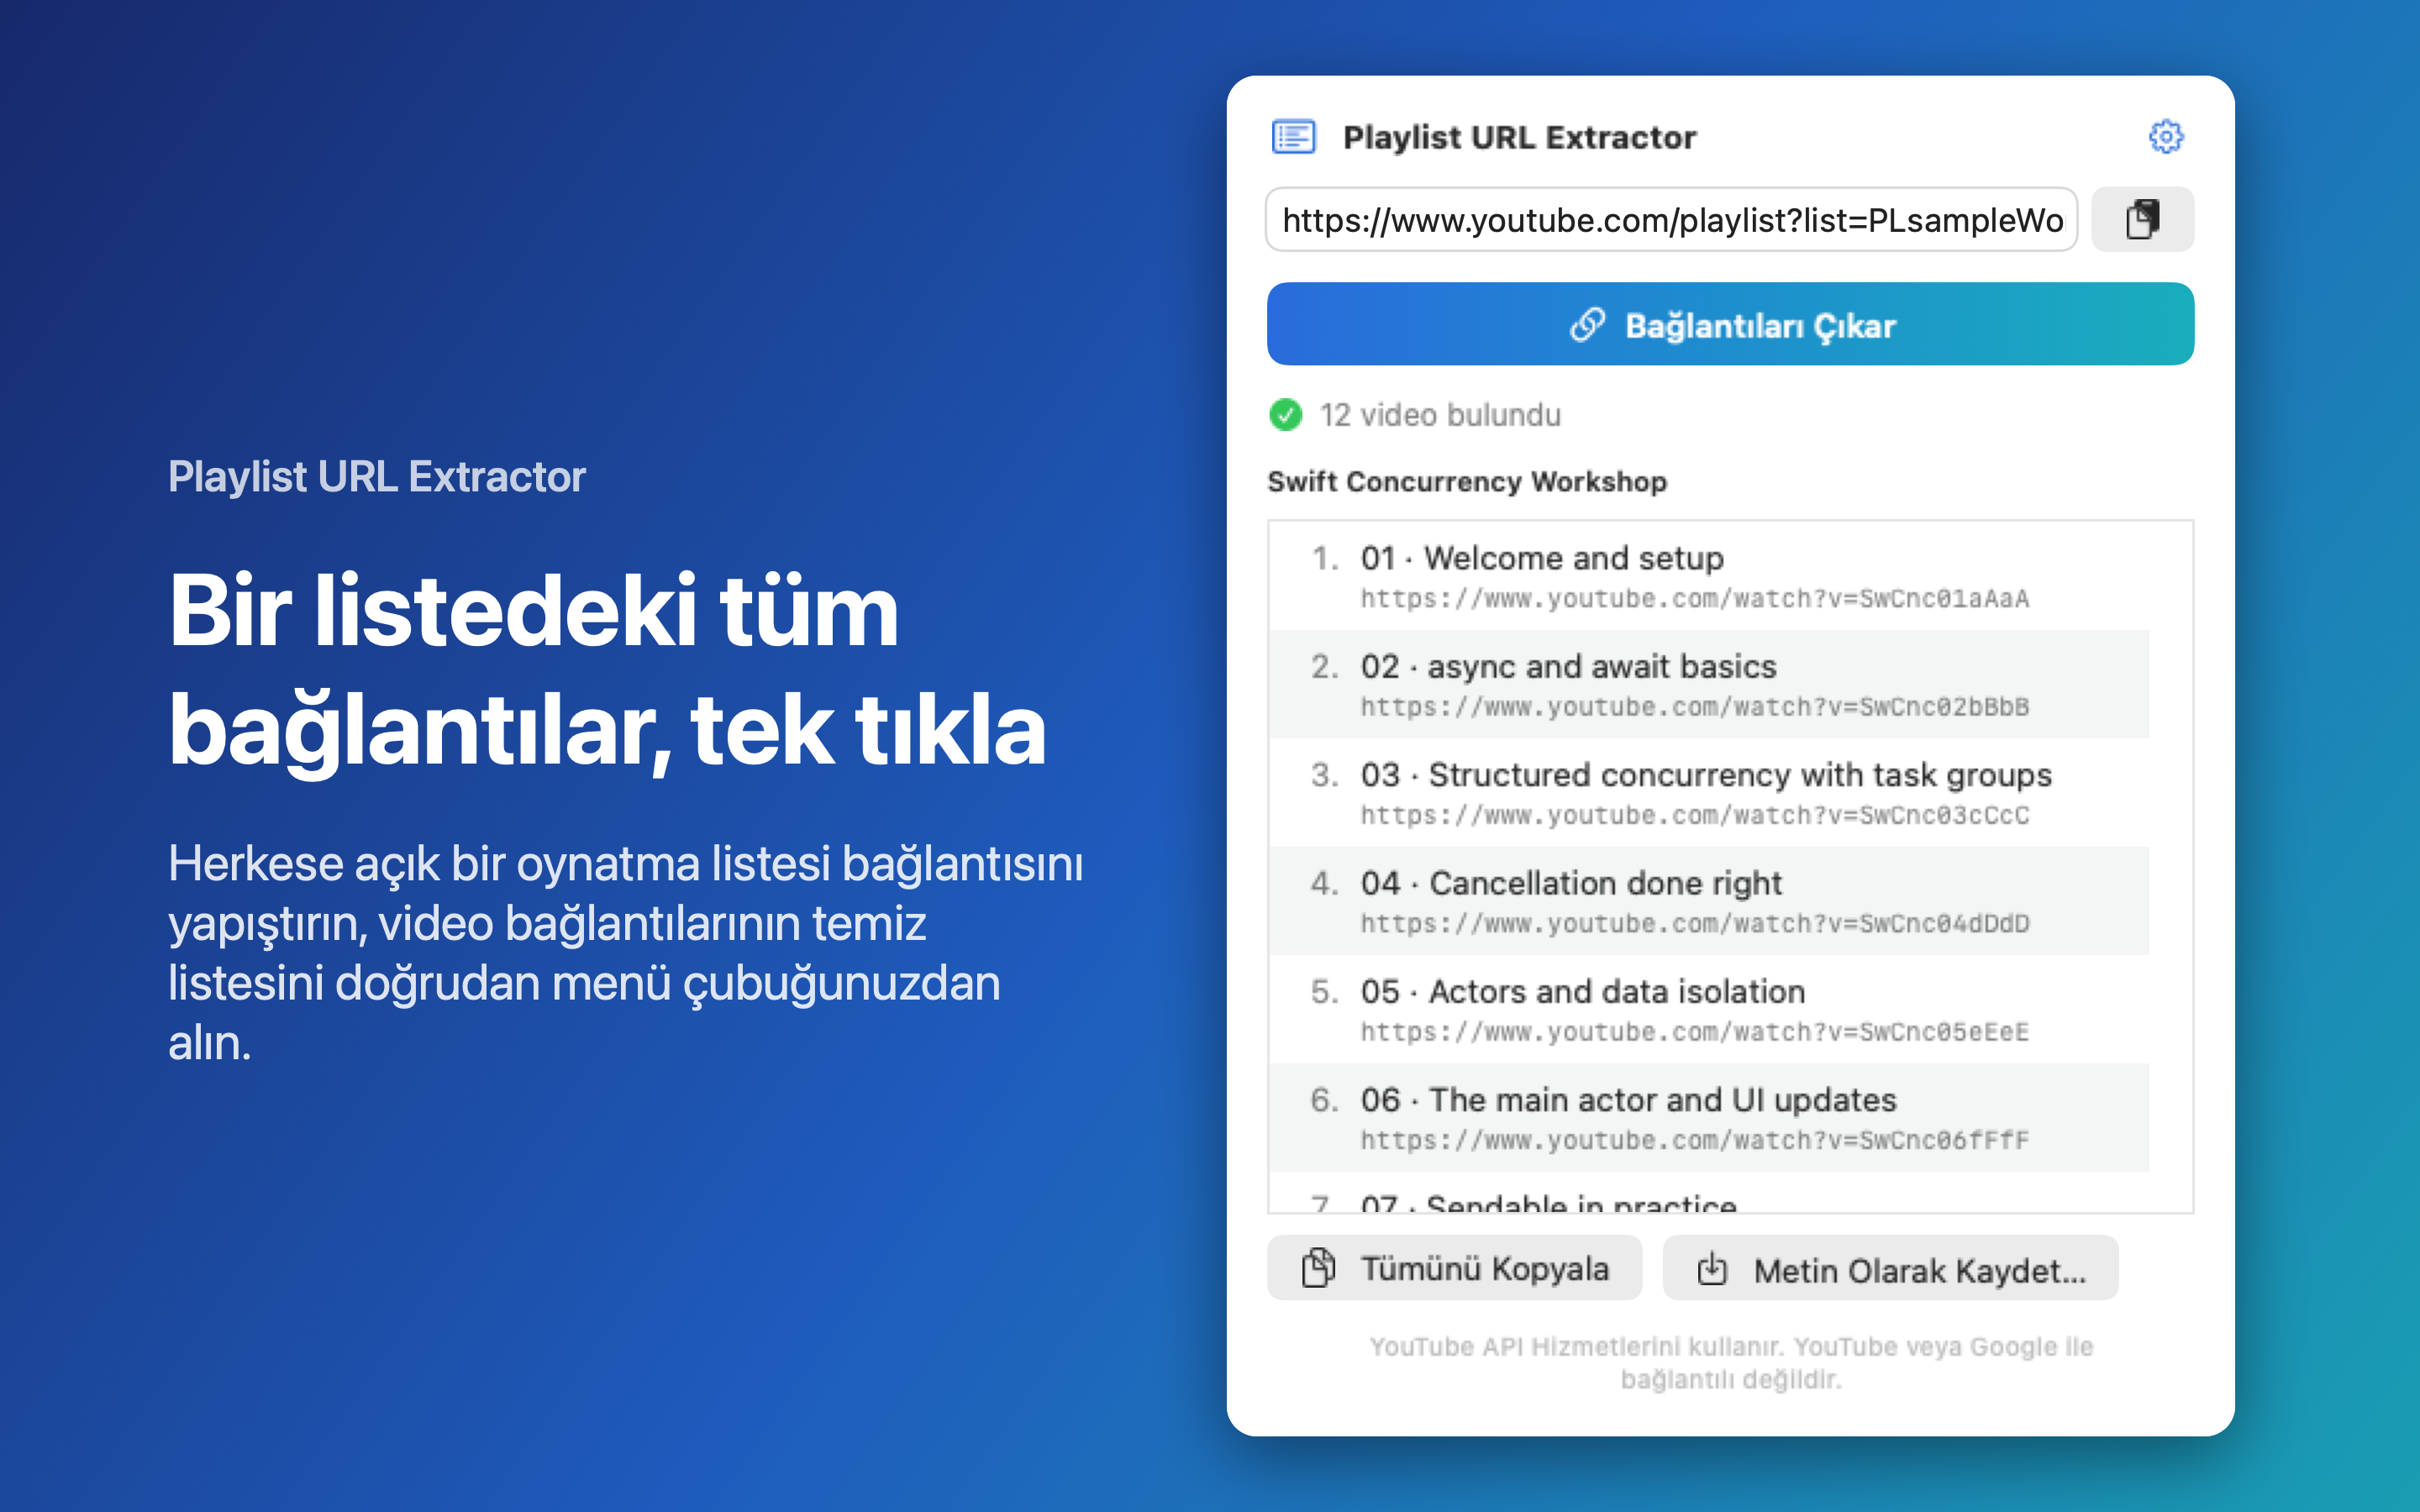 Playlist URL Extractor
Bir listedeki tüm
bağlantılar, tek tıkla
Herkese açık bir oynatma listesi bağlantısını
yapıştırın, video bağlantılarının temiz
listesini doğrudan menü çubuğunuzdan
alın.
Playlist URL Extractor
https://www.youtube.com/playlist?list=PLsampleWo
Bağlantıları Çıkar
12 video bulundu
Swift Concurrency Workshop
1. 01 · Welcome and setup
https://www.youtube.com/watch?v=SwCnc01aAaA
2. 02 · async and await basics
https://www.youtube.com/watch?v=SwCnc02bBbB
3. 03 · Structured concurrency with task groups
https://www.youtube.com/watch?v=SwCnc03cCcC
4. 04 · Cancellation done right
https://www.youtube.com/watch?v=SwCnc04dDdD
5. 05 · Actors and data isolation
https://www.youtube.com/watch?v=SwCnc05eEeE
6. 06 · The main actor and UI updates
https://www.youtube.com/watch?v=SwCnc06fFfF
7. 07 · Sendable in practice
Tümünü Kopyala
Metin Olarak Kaydet...
YouTube API Hizmetlerini kullanır. YouTube veya Google ile
bağlantılı değildir.